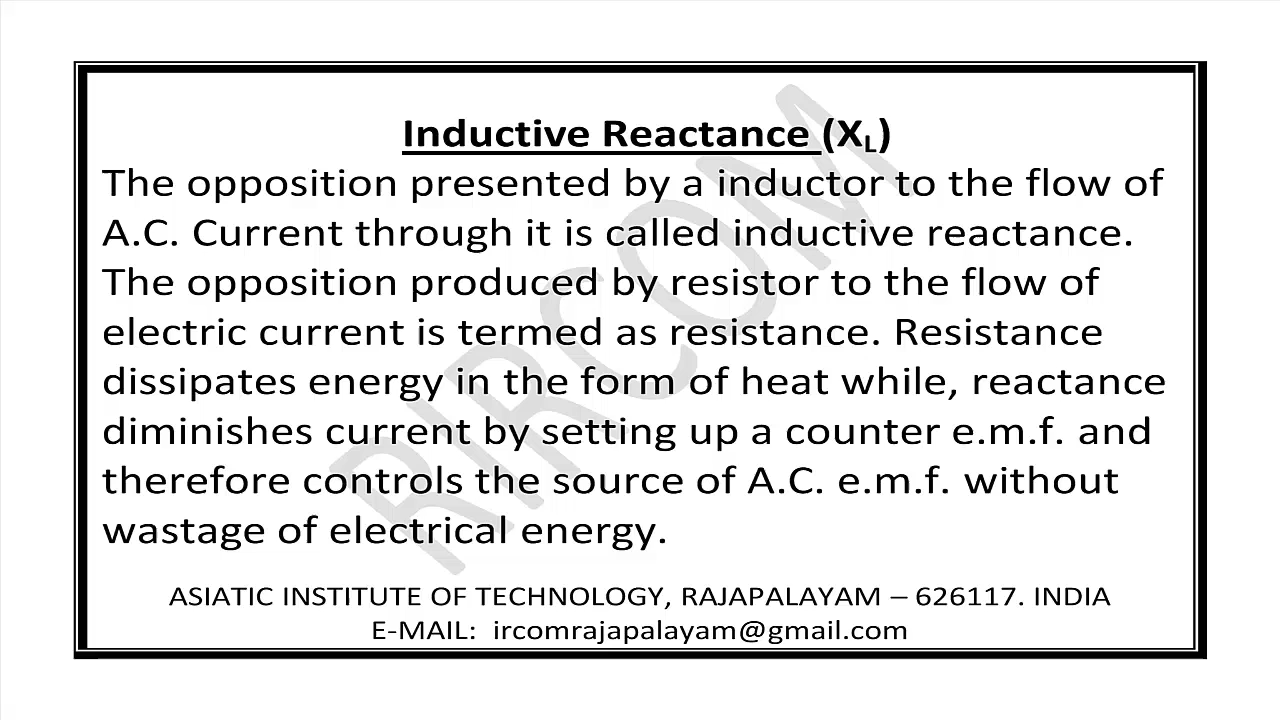 Inductive Reactance (XL)
The opposition presented by a inductor to the flow of
A.C. Current through it is called inductive reactance.
The opposition produced by resistor to the flow of
electric current is termed as resistance. Resistance
dissipates energy in the form of heat while, reactance
diminishes current by setting up a counter e.m.f. and
therefore controls the source of A.C. e.m.f. without
wastage of electrical energy.
RIRCOM
ASIATIC INSTITUTE OF TECHNOLOGY, RAJAPALAYAM – 626117. INDIA
E-MAIL:  ircomrajapalayam@gmail.com